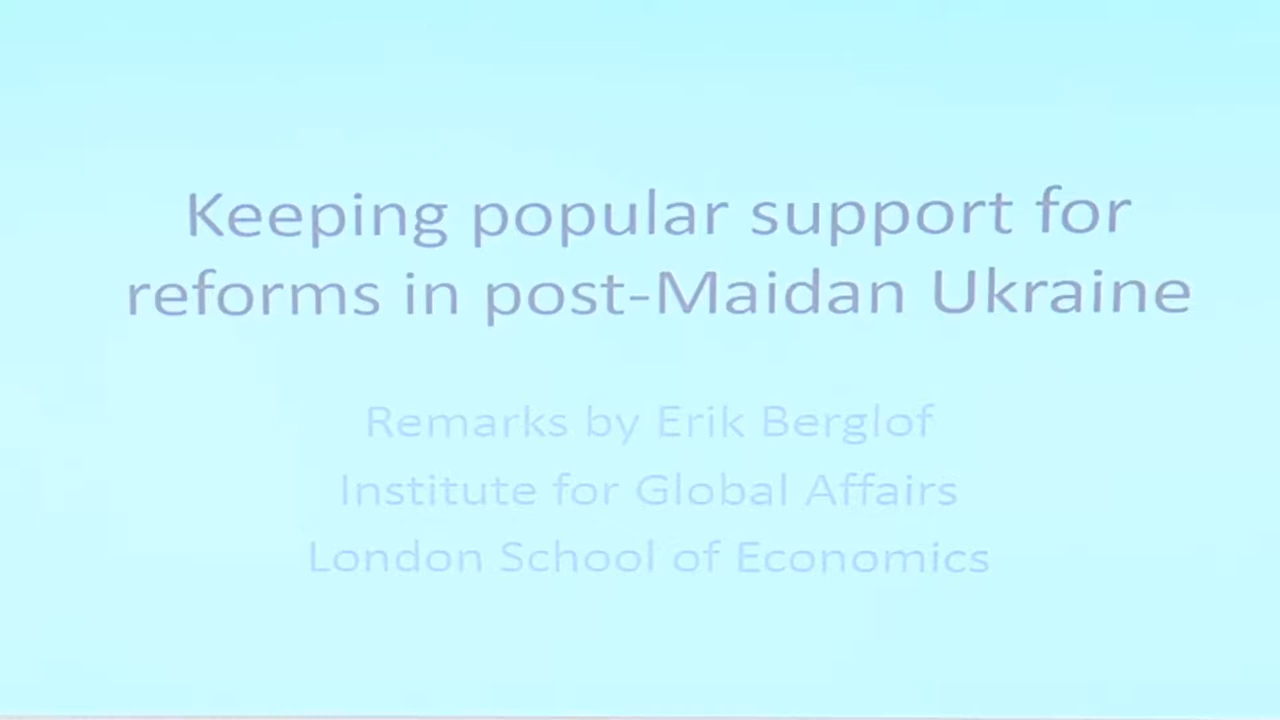 Keeping popular support for
reforms in post-Maidan Ukraine
Remarks by Erik Berglof
Institute for Global Affairs
London School of Economics